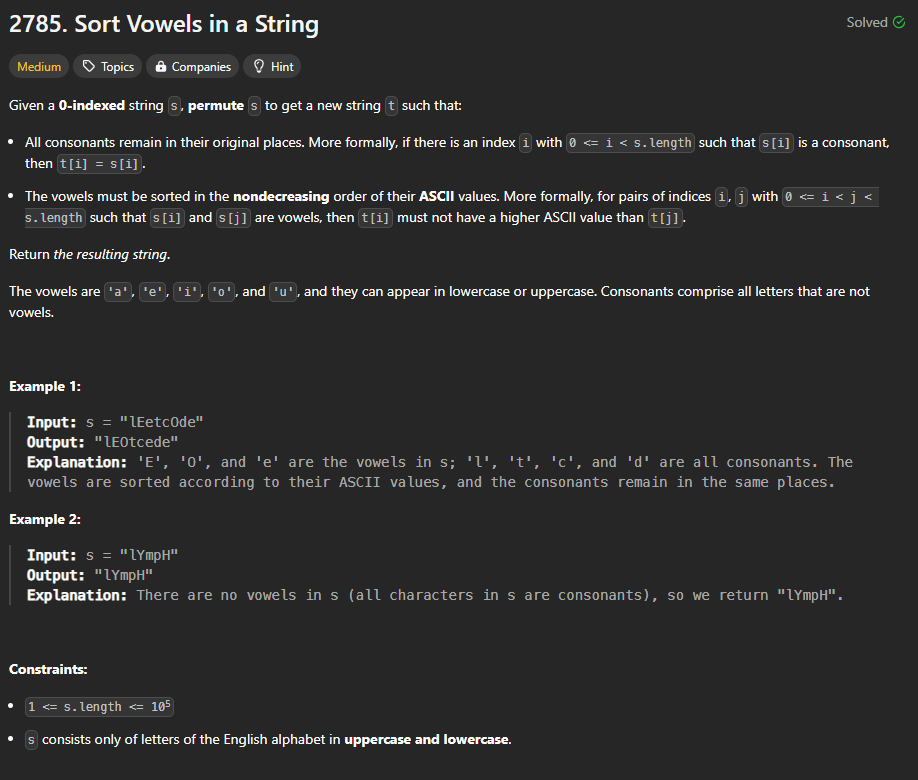 2785. Sort Vowels in a String
Solved
Medium Topics Companies Hint
Given a 0-indexed string s, permute s to get a new string t such that:
• All consonants remain in their original places. More formally, if there is an index i with 0 <= i < s.length such that s[i] is a consonant,
then t[i] = s[i].
• The vowels must be sorted in the nondecreasing order of their ASCII values. More formally, for pairs of indices i, j with 0 <= i < j <
s.length such that s[i] and s[j] are vowels, then t[i] must not have a higher ASCII value than t[j].
Return the resulting string.
The vowels are 'a', 'e', 'i', 'o', and 'u', and they can appear in lowercase or uppercase. Consonants comprise all letters that are not
vowels.
Example 1:
Input: s = "lEetcOde"
Output: "lEOtcede"
Explanation: 'E', 'O', and 'e' are the vowels in s; 'l', 't', 'c', and 'd' are all consonants. The
vowels are sorted according to their ASCII values, and the consonants remain in the same places.
Example 2:
Input: s = "lYmpH"
Output: "lYmpH"
Explanation: There are no vowels in s (all characters in s are consonants), so we return "lYmpH".
Constraints:
• 1 <= s.length <= 10⁵
• s consists only of letters of the English alphabet in uppercase and lowercase.